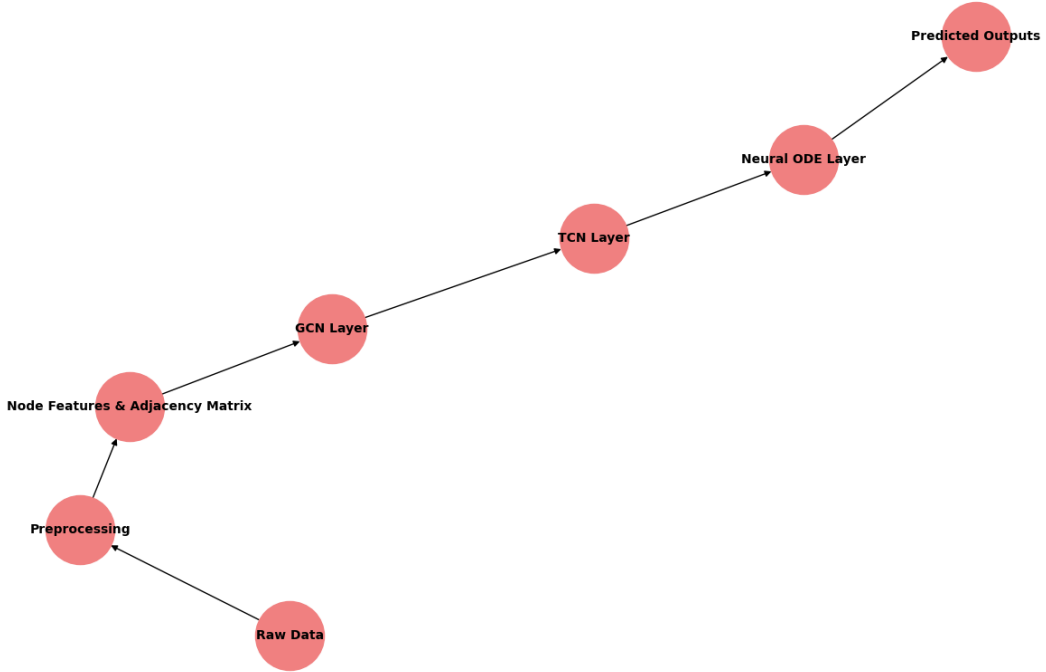 Predicted Outputs
Neural ODE Layer
TCN Layer
GCN Layer
Node Features & Adjacency Matrix
Preprocessing
Raw Data